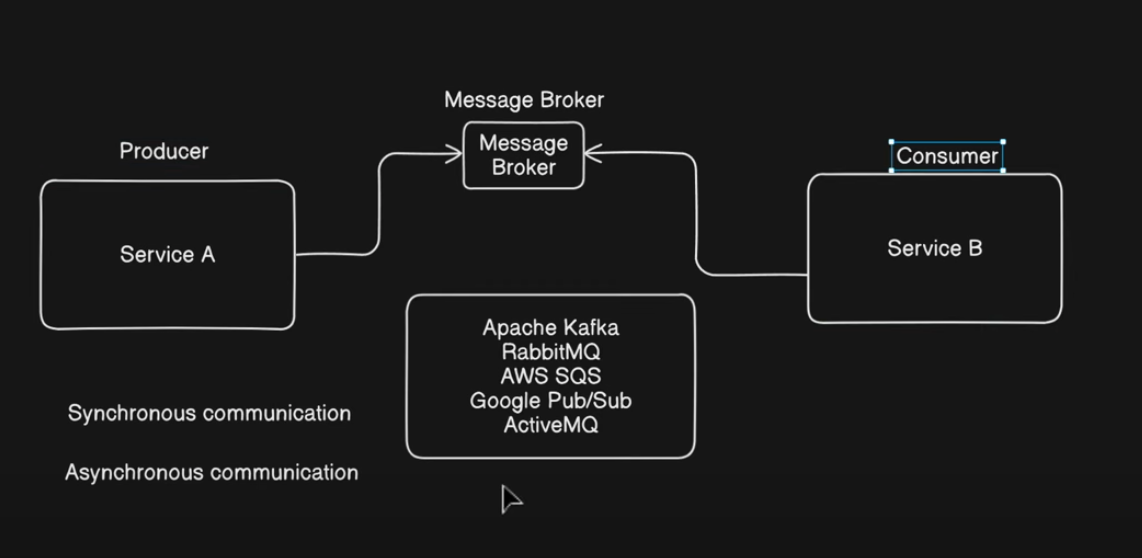 Message Broker
Message
Broker
Producer
Consumer
Service A
Service B
Apache Kafka
RabbitMQ
AWS SQS
Google Pub/Sub
ActiveMQ
Synchronous communication
Asynchronous communication